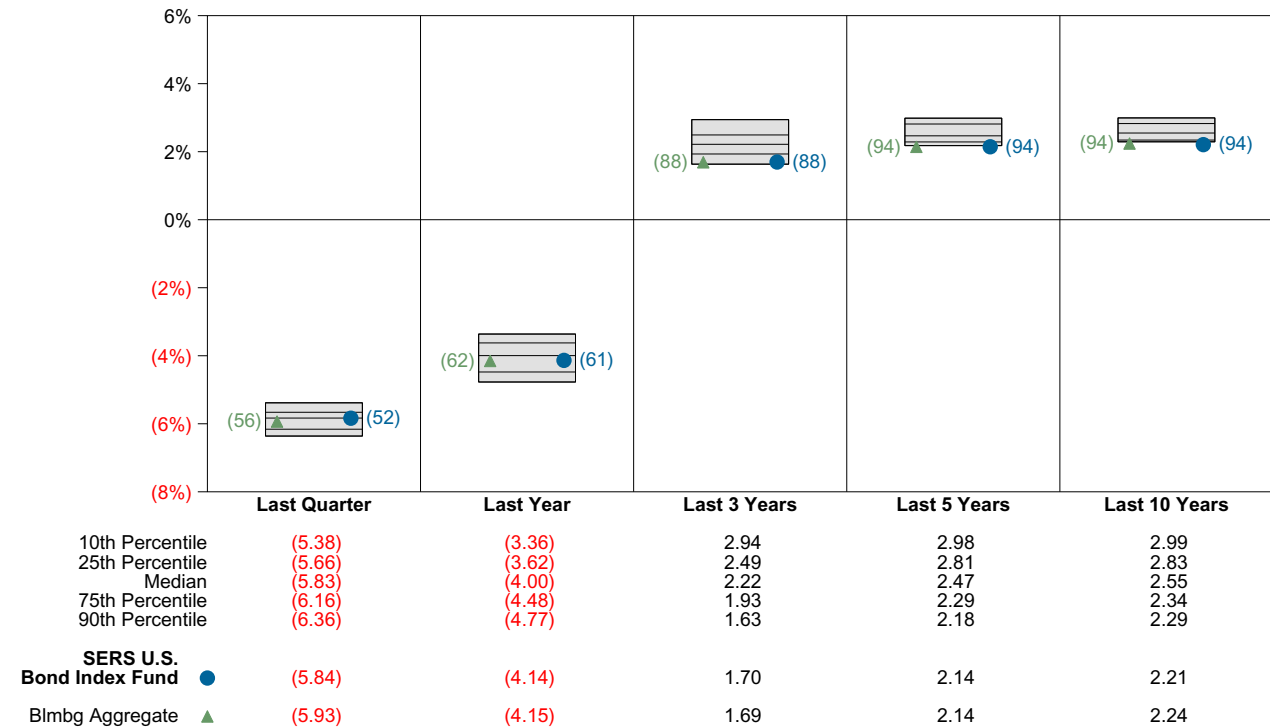 6%
4%
2%
0%
(2%)
(4%)
(6%)
(8%)
(56) (52)
(62) (61)
(88) (88)
(94) (94)
(94) (94)
Last Quarter Last Year Last 3 Years Last 5 Years Last 10 Years
10th Percentile (5.38) (3.36) 2.94 2.98 2.99
25th Percentile (5.66) (3.62) 2.49 2.81 2.83
Median (5.83) (4.00) 2.22 2.47 2.55
75th Percentile (6.16) (4.48) 1.93 2.29 2.34
90th Percentile (6.36) (4.77) 1.63 2.18 2.29
SERS U.S.
Bond Index Fund (5.84) (4.14) 1.70 2.14 2.21
Blmbg Aggregate (5.93) (4.15) 1.69 2.14 2.24